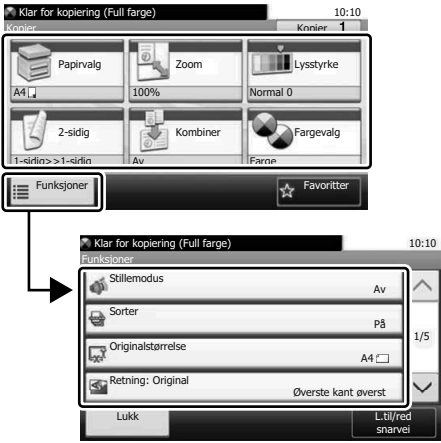 Klar for kopiering (Full farge) 10:10
Kopier Kopier 1
Papirvalg Zoom Lysstyrke
A4 100% Normal 0
2-sidig Kombiner Fargevalg
1-sidig>>1-sidig Av Farge
Funksjoner Favoritter
Klar for kopiering (Full farge) 10:10
Funksjoner
Stillemodus
Av
Sorter
På
1/5
Originalstørrelse
A4
Retning: Original
Øverste kant øverst
Lukk L.til/red
snarvei